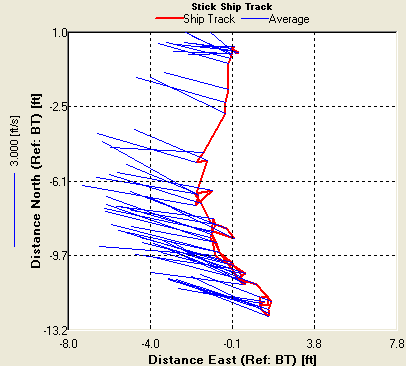 Stick Ship Track
Ship Track
Average
1.0
-2.5
-6.1
-9.7
-13.2
-8.0
-4.0
-0.1
3.8
7.8
3.000 [ft/s]
Distance North (Ref: BT) [ft]
Distance East (Ref: BT) [ft]